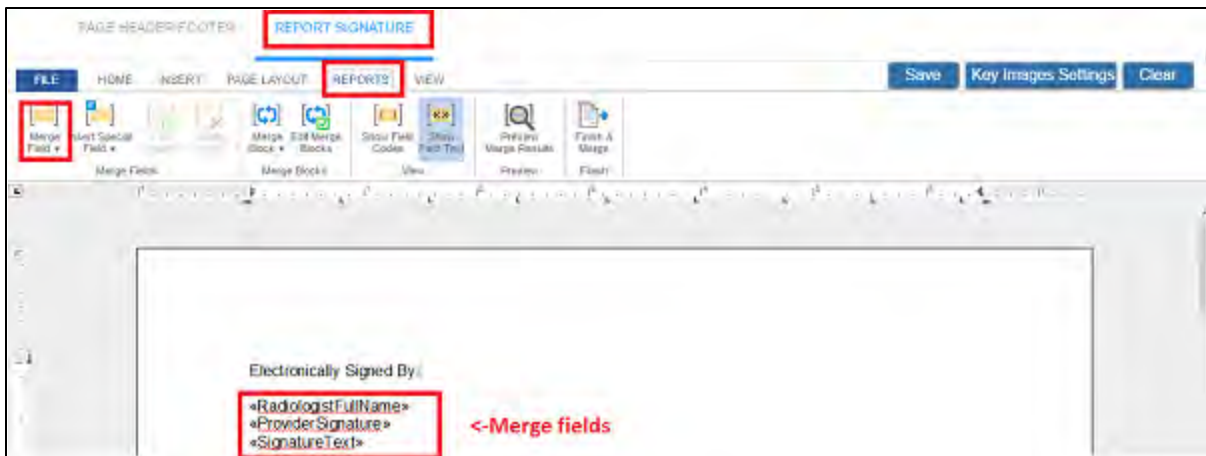 PAGE HEADER/FOOTER REPORT SIGNATURE
FILE HOME INSERT PAGE LAYOUT REPORTS VIEW Save Key Images Settings Clear
Merge Field Insert Special Field Merge Block Edit Merge Blocks Show Field Codes Show Field Text Preview Merge Results Finish & Merge
Merge Fields Merge Blocks View Preview Finish
Electronically Signed By:
«RadiologistFullName»
«ProviderSignature» <-Merge fields
«SignatureText»